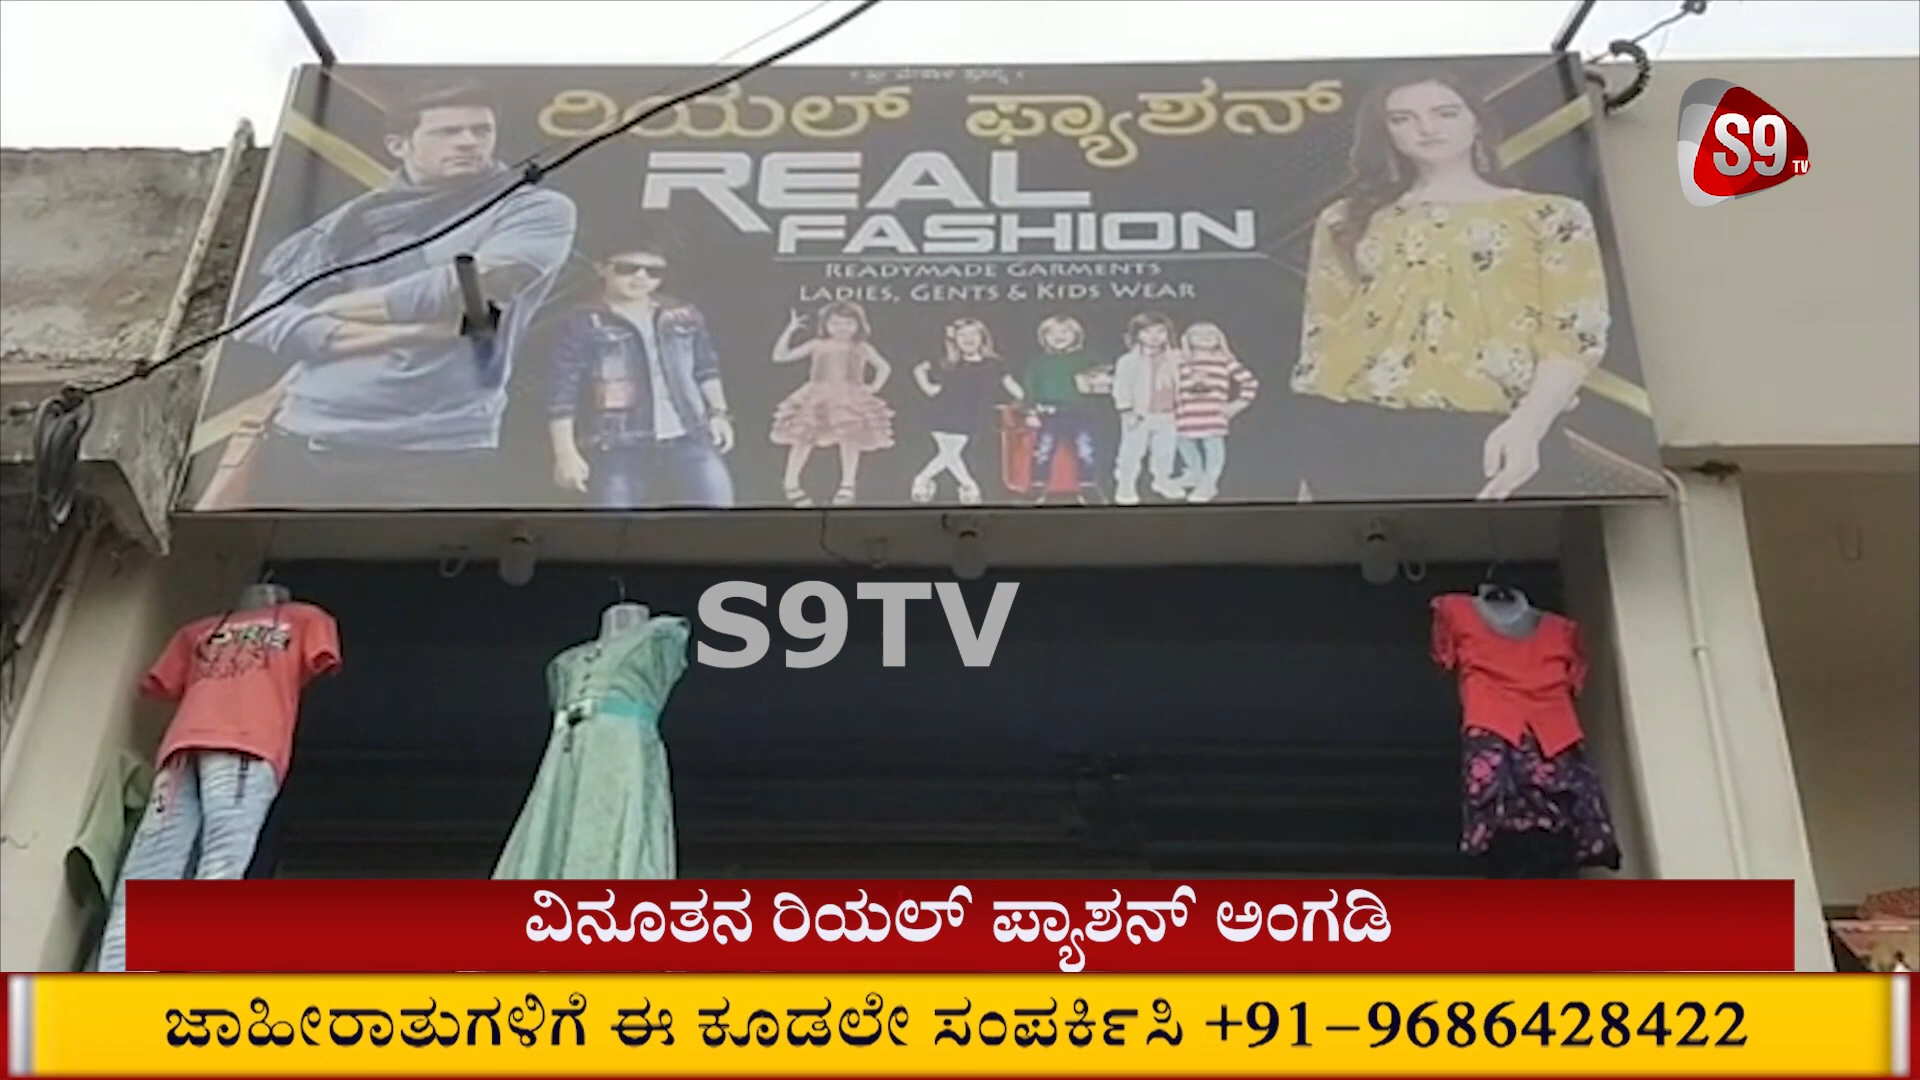 ರಿಯಲ್ ಫ್ಯಾಶನ್
REAL
FASHION
READYMADE GARMENTS
LADIES, GENTS & KIDS WEAR
S9
TV
S9TV
ವಿನೂತನ ರಿಯಲ್ ಪ್ಯಾಶನ್ ಅಂಗಡಿ
ಜಾಹೀರಾತುಗಳಿಗೆ ಈ ಕೂಡಲೇ ಸಂಪರ್ಕಿಸಿ +91-9686428422